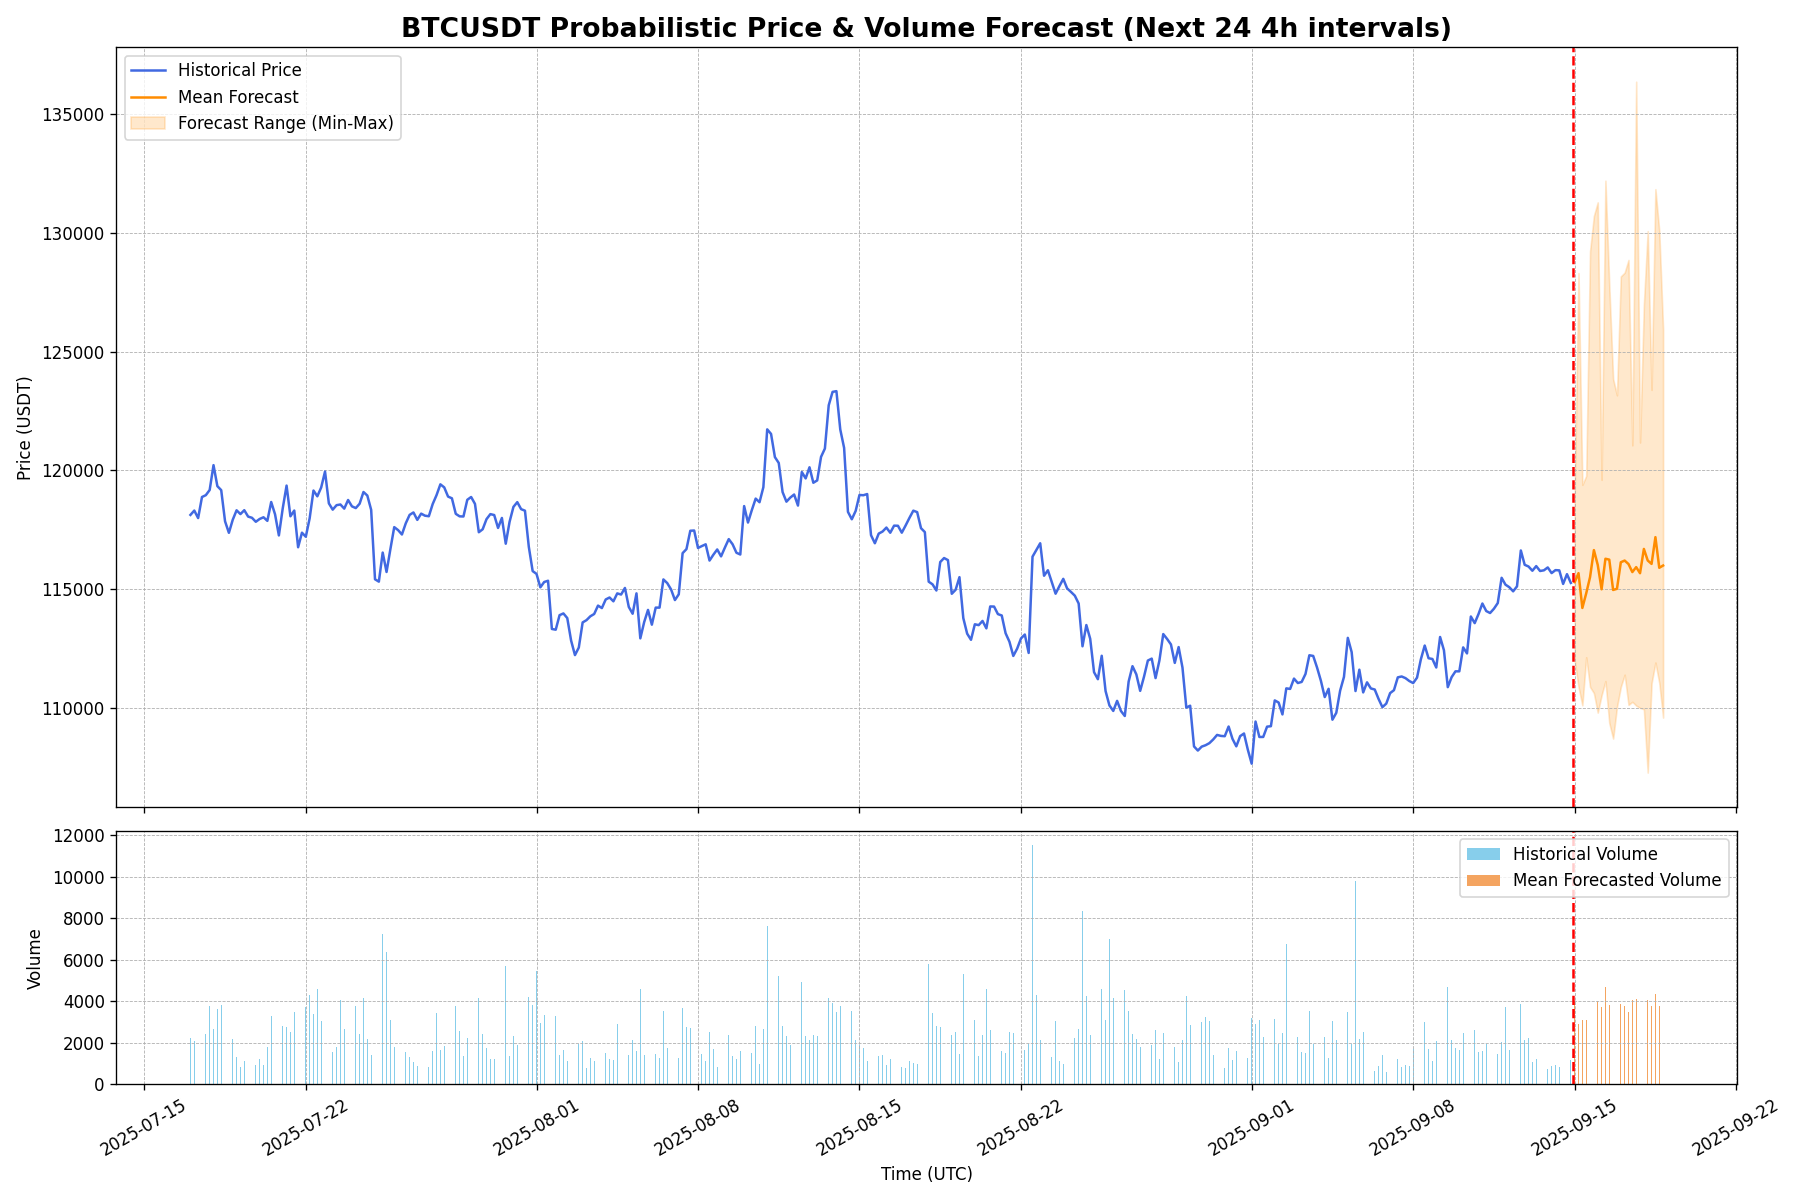 BTCUSDT Probabilistic Price & Volume Forecast (Next 24 4h intervals)
Historical Price
Mean Forecast
Forecast Range (Min-Max)
135000
130000
125000
120000
115000
110000
Price (USDT)
12000
10000
8000
6000
4000
2000
0
Volume
Historical Volume
Mean Forecasted Volume
2025-07-15
2025-07-22
2025-08-01
2025-08-08
2025-08-15
2025-08-22
2025-09-01
2025-09-08
2025-09-15
2025-09-22
Time (UTC)